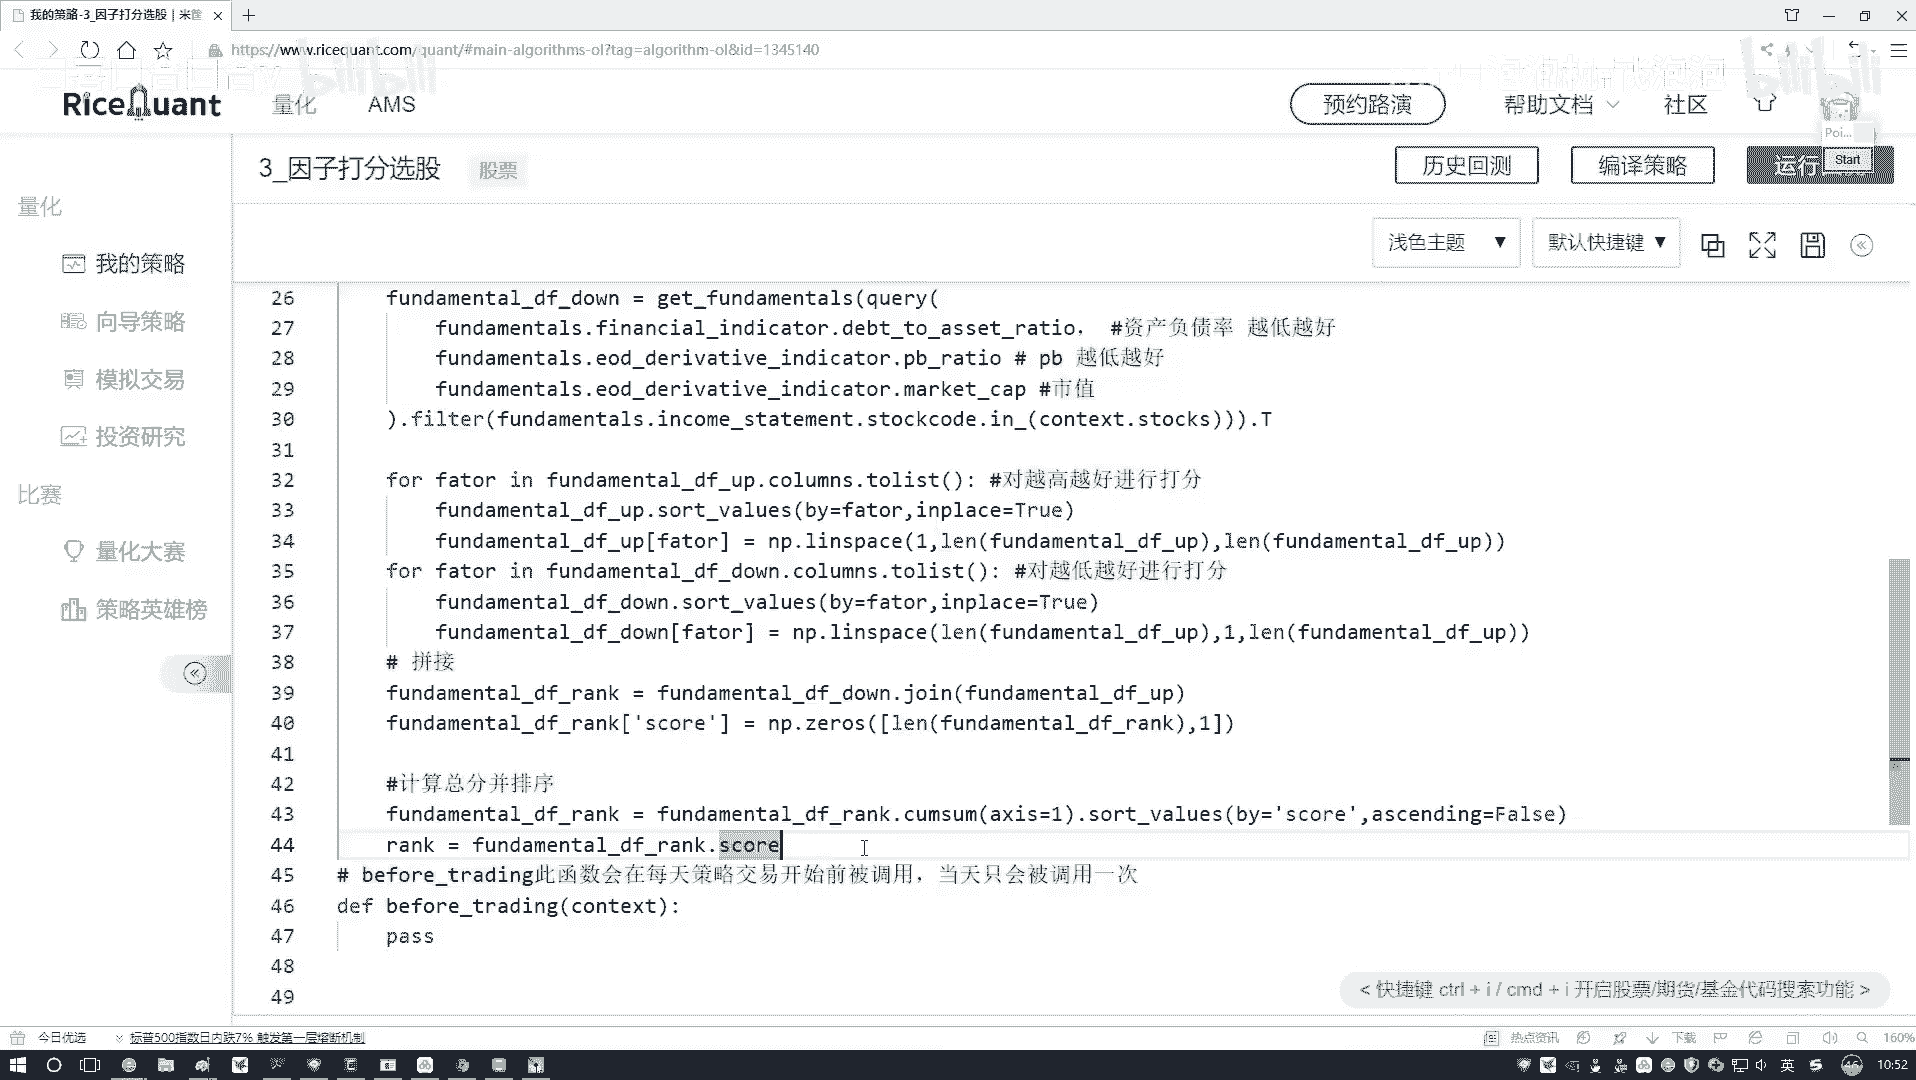 我的策略-3_因子打分选股 | 米筐
https://www.ricequant.com/quant/#main-algorithms-ol?tag=algorithm-ol&id=1345140
bilibili
bilibili
RiceQuant 量化 AMS 预约路演 帮助文档 社区
Poi...
3_因子打分选股 股票 历史回测 编译策略 运行 Start
量化
我的策略
向导策略
模拟交易
投资研究
比赛
量化大赛
策略英雄榜
浅色主题 ▼ 默认快捷键 ▼
26 fundamental_df_down = get_fundamentals(query(
27 fundamentals.financial_indicator.debt_to_asset_ratio， #资产负债率 越低越好
28 fundamentals.eod_derivative_indicator.pb_ratio # pb 越低越好
29 fundamentals.eod_derivative_indicator.market_cap #市值
30 ).filter(fundamentals.income_statement.stockcode.in_(context.stocks))).T
31
32 for fator in fundamental_df_up.columns.tolist(): #对越高越好进行打分
33 fundamental_df_up.sort_values(by=fator,inplace=True)
34 fundamental_df_up[fator] = np.linspace(1,len(fundamental_df_up),len(fundamental_df_up))
35 for fator in fundamental_df_down.columns.tolist(): #对越低越好进行打分
36 fundamental_df_down.sort_values(by=fator,inplace=True)
37 fundamental_df_down[fator] = np.linspace(len(fundamental_df_up),1,len(fundamental_df_up))
38 # 拼接
39 fundamental_df_rank = fundamental_df_down.join(fundamental_df_up)
40 fundamental_df_rank['score'] = np.zeros([len(fundamental_df_rank),1])
41
42 #计算总分并排序
43 fundamental_df_rank = fundamental_df_rank.cumsum(axis=1).sort_values(by='score',ascending=False)
44 rank = fundamental_df_rank.score
45 # before_trading此函数会在每天策略交易开始前被调用，当天只会被调用一次
46 def before_trading(context):
47 pass
48
49
< 快捷键 ctrl + i / cmd + i 开启股票/期货/基金代码搜索功能 >
今日优选 标普500指数日内跌7% 触发第一层熔断机制 热点资讯 下载 160%
英 46 10:52